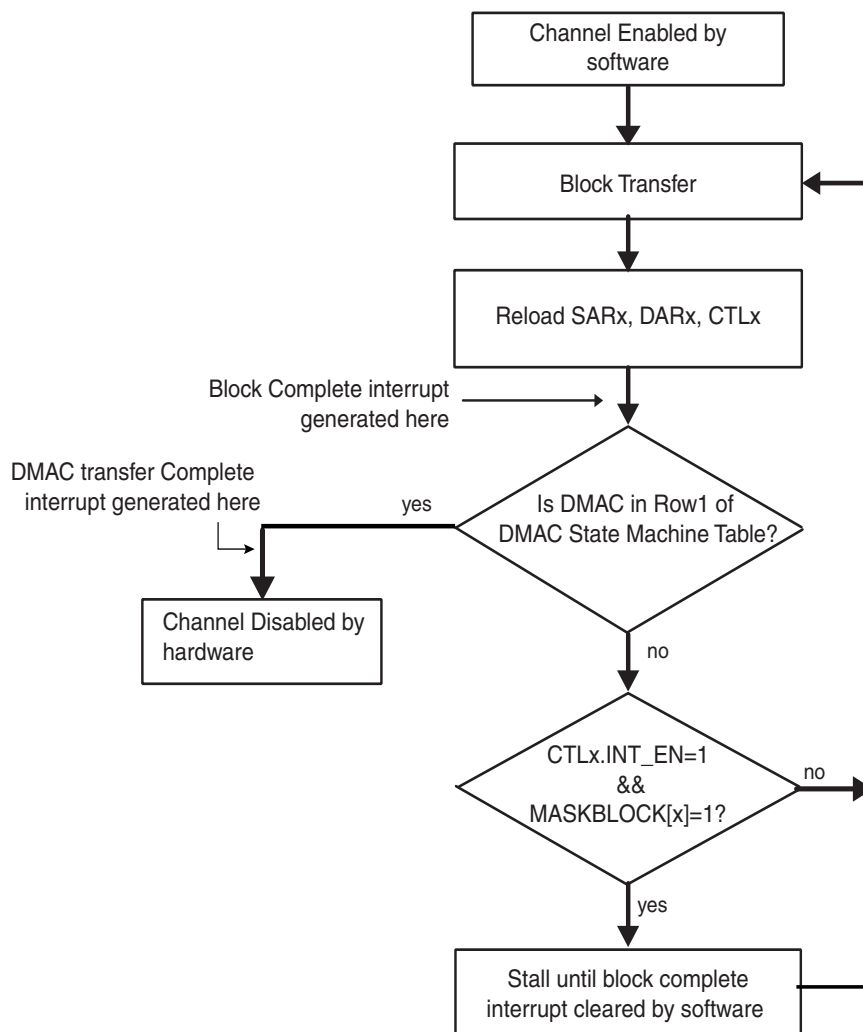 Channel Enabled by
software
Block Transfer
Reload SARx, DARx, CTLx
Block Complete interrupt
generated here
DMAC transfer Complete
interrupt generated here
yes
Is DMAC in Row1 of
DMAC State Machine Table?
Channel Disabled by
hardware
no
CTLx.INT_EN=1
&&
MASKBLOCK[x]=1?
no
yes
Stall until block complete
interrupt cleared by software